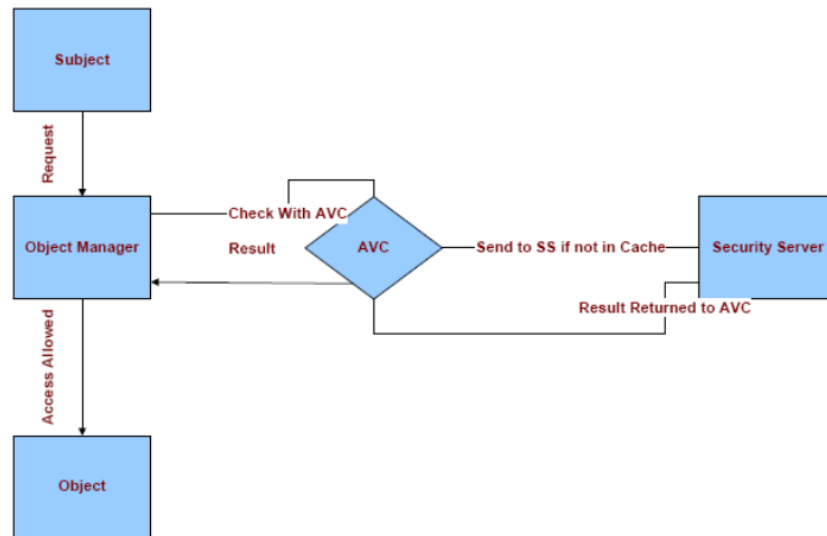 Subject
Request
Check With AVC
Object Manager
Result
AVC
Send to SS if not in Cache
Security Server
Result Returned to AVC
Access Allowed
Object